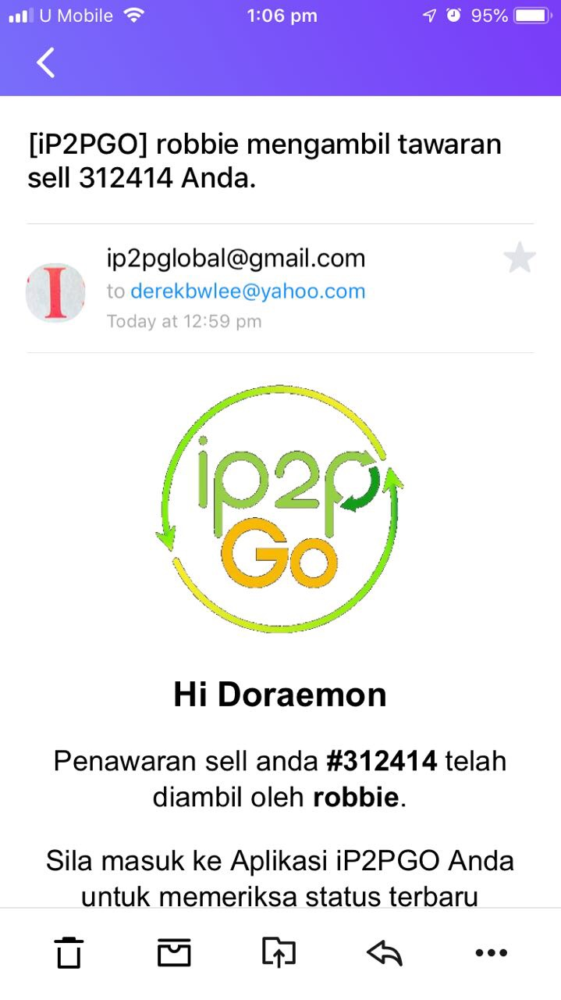 U Mobile 1:06 pm 95%
[iP2PGO] robbie mengambil tawaran
sell 312414 Anda.
I
ip2pglobal@gmail.com
to derekbwlee@yahoo.com
Today at 12:59 pm
ip2p
Go
Hi Doraemon
Penawaran sell anda #312414 telah
diambil oleh robbie.
Sila masuk ke Aplikasi iP2PGO Anda
untuk memeriksa status terbaru